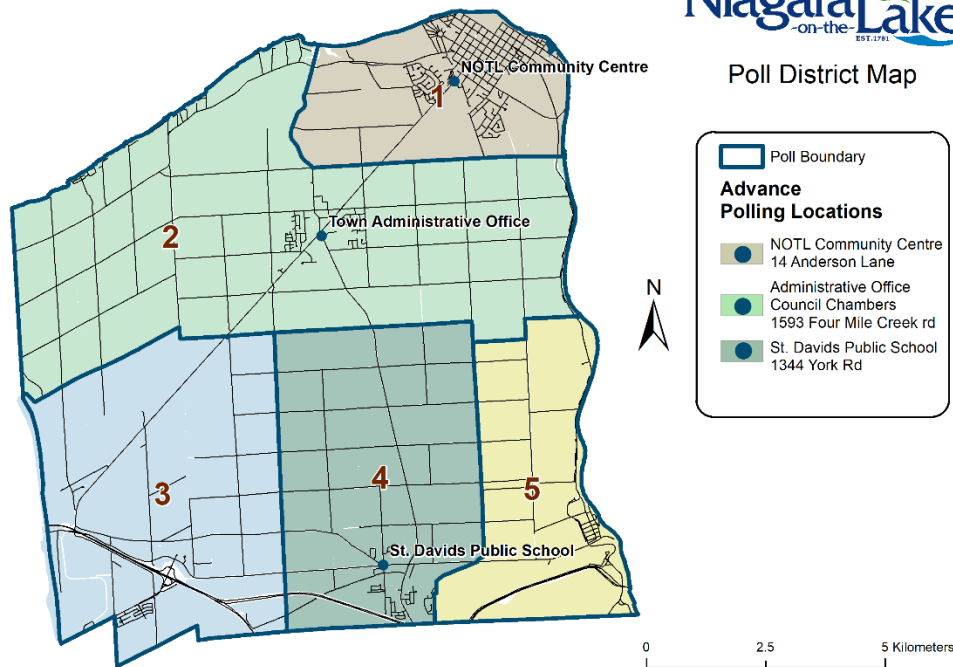 Niagara Lake
-on-the-
EST.1781
Poll District Map
NOTL Community Centre
1
Town Administrative Office
2
3
4
5
St. Davids Public School
Poll Boundary
Advance
Polling Locations
NOTL Community Centre
14 Anderson Lane
Administrative Office
Council Chambers
1593 Four Mile Creek rd
St. Davids Public School
1344 York Rd
N
0 2.5 5 Kilometers